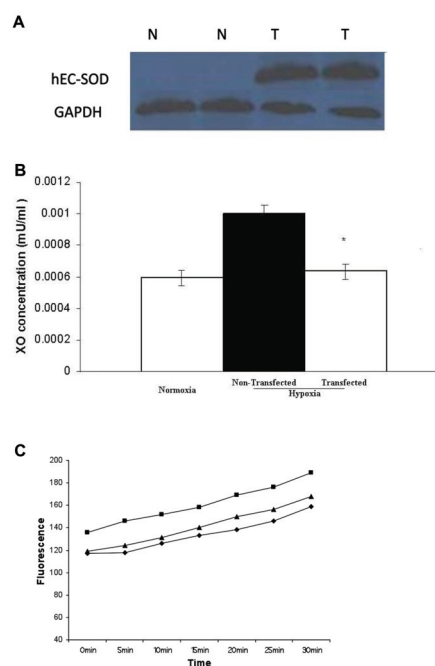 A
N N T T
hEC-SOD
GAPDH
B
XO concentration (mU/ml)
0.0012
0.001
0.0008
0.0006
0.0004
0.0002
0
*
Normoxia
Non-Transfected Transfected
Hypoxia
C
Fluorescence
200
180
160
140
120
100
80
60
40
0min 5min 10min 15min 20min 25min 30min
Time